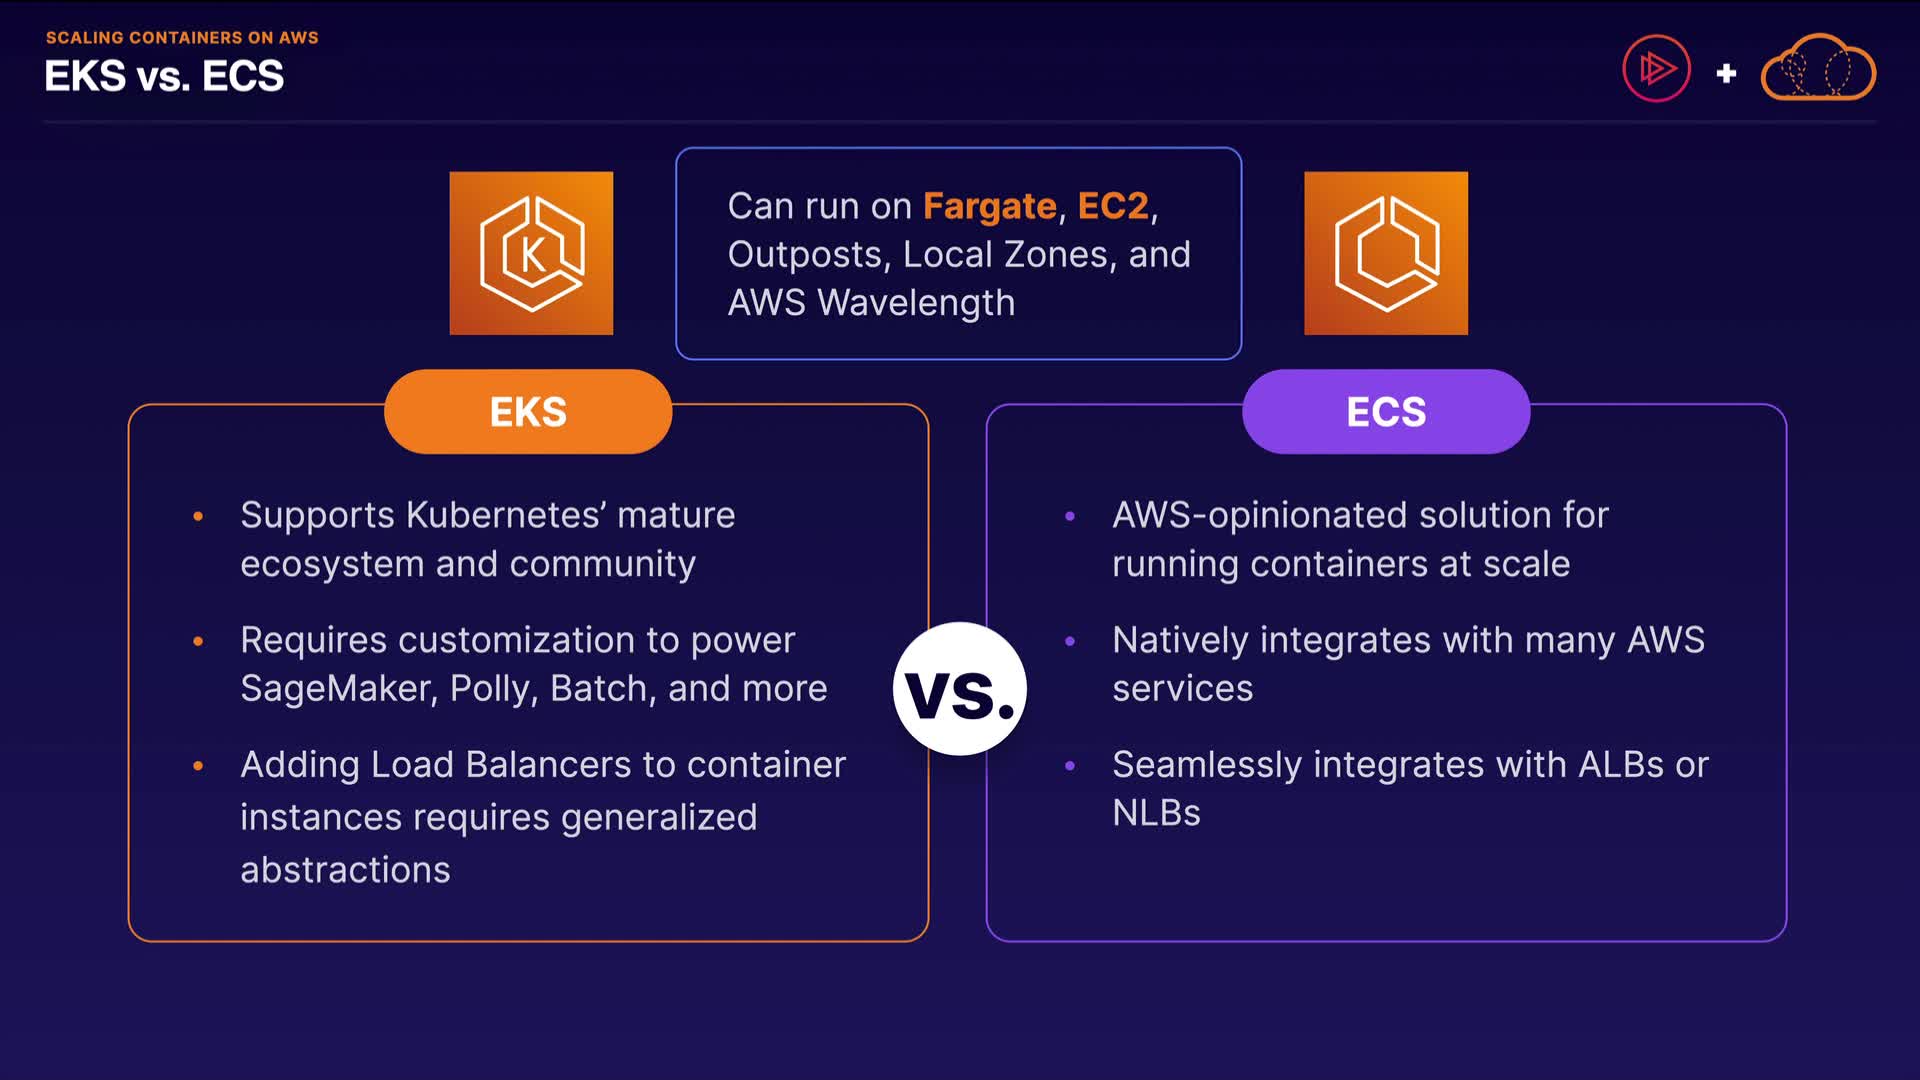 SCALING CONTAINERS ON AWS
EKS vs. ECS
Can run on Fargate, EC2,
Outposts, Local Zones, and
AWS Wavelength
K
EKS
Supports Kubernetes’ mature
ecosystem and community
Requires customization to power
SageMaker, Polly, Batch, and more
Adding Load Balancers to container
instances requires generalized
abstractions
vs.
ECS
AWS-opinionated solution for
running containers at scale
Natively integrates with many AWS
services
Seamlessly integrates with ALBs or
NLBs